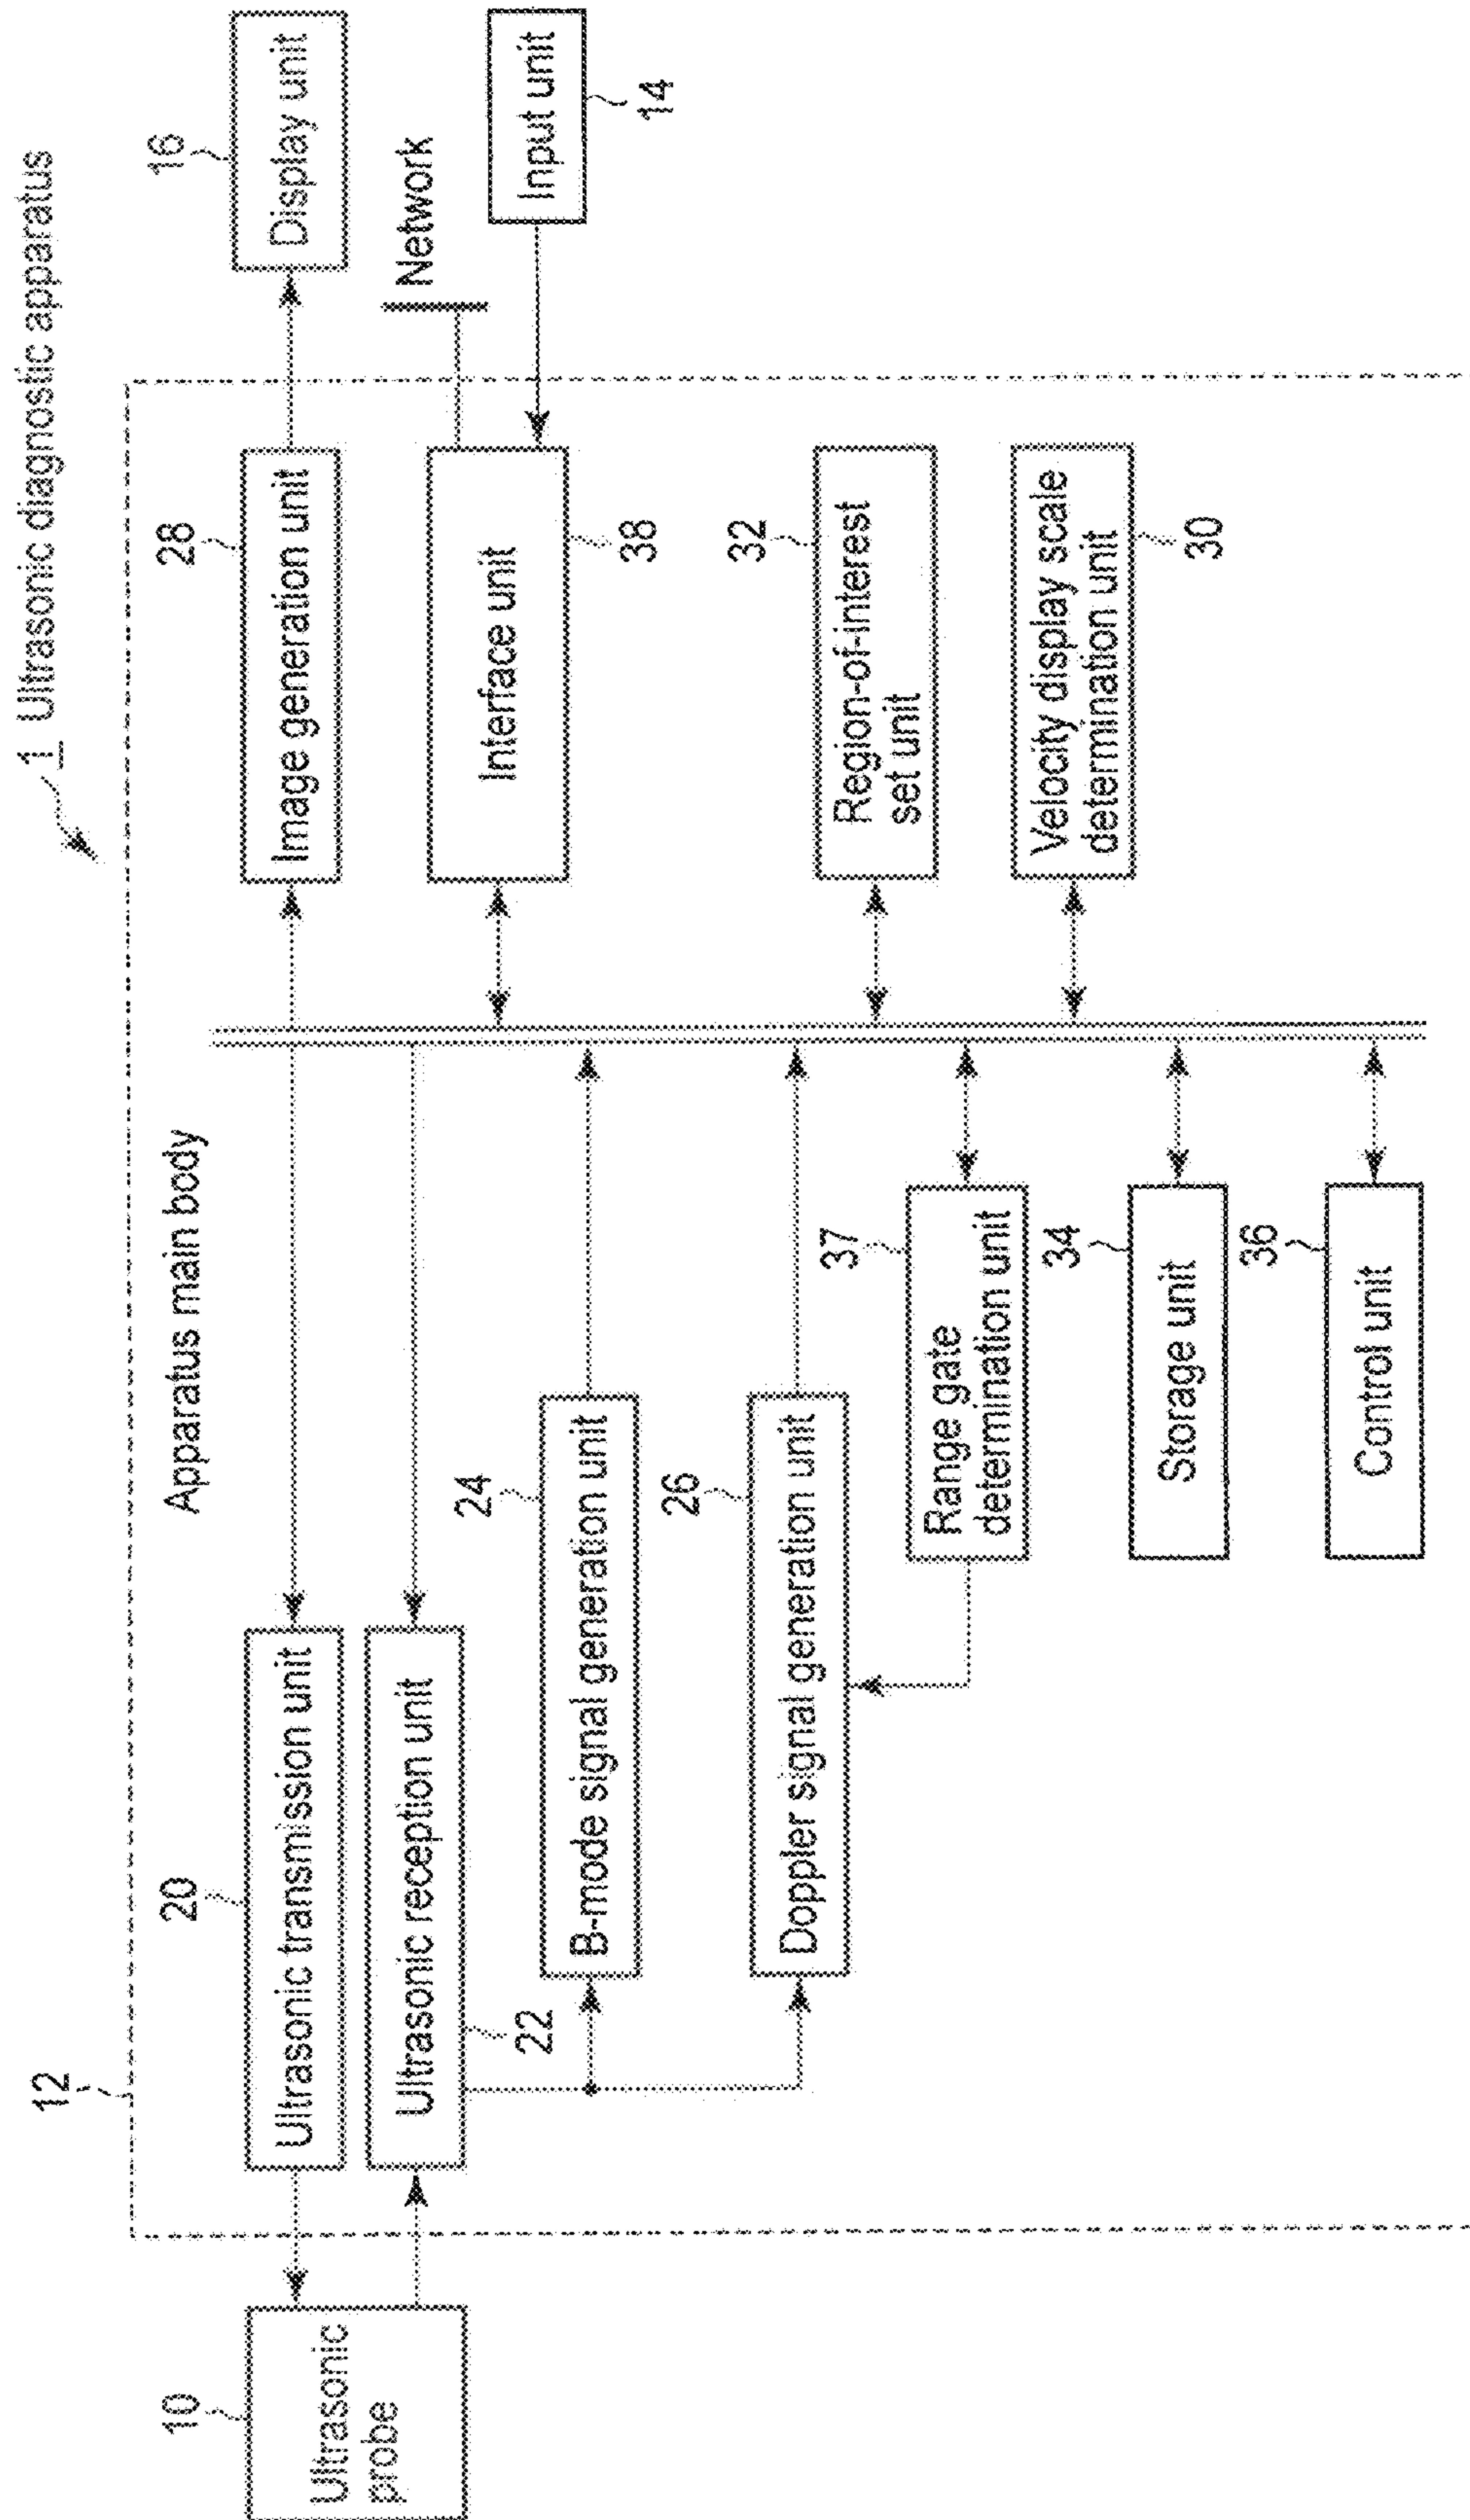 1 Ultrasonic diagnostic apparatus
12
Apparatus main body
10
Ultrasonic
probe
20
Ultrasonic transmission unit
Ultrasonic reception unit
22
24
B-mode signal generation unit
26
Doppler signal generation unit
37
Range gate
determination unit
34
Storage unit
36
Control unit
28
Image generation unit
Interface unit
38
32
Region-of-interest
set unit
Velocity display scale
determination unit
30
16
Display unit
Network
Input unit
14